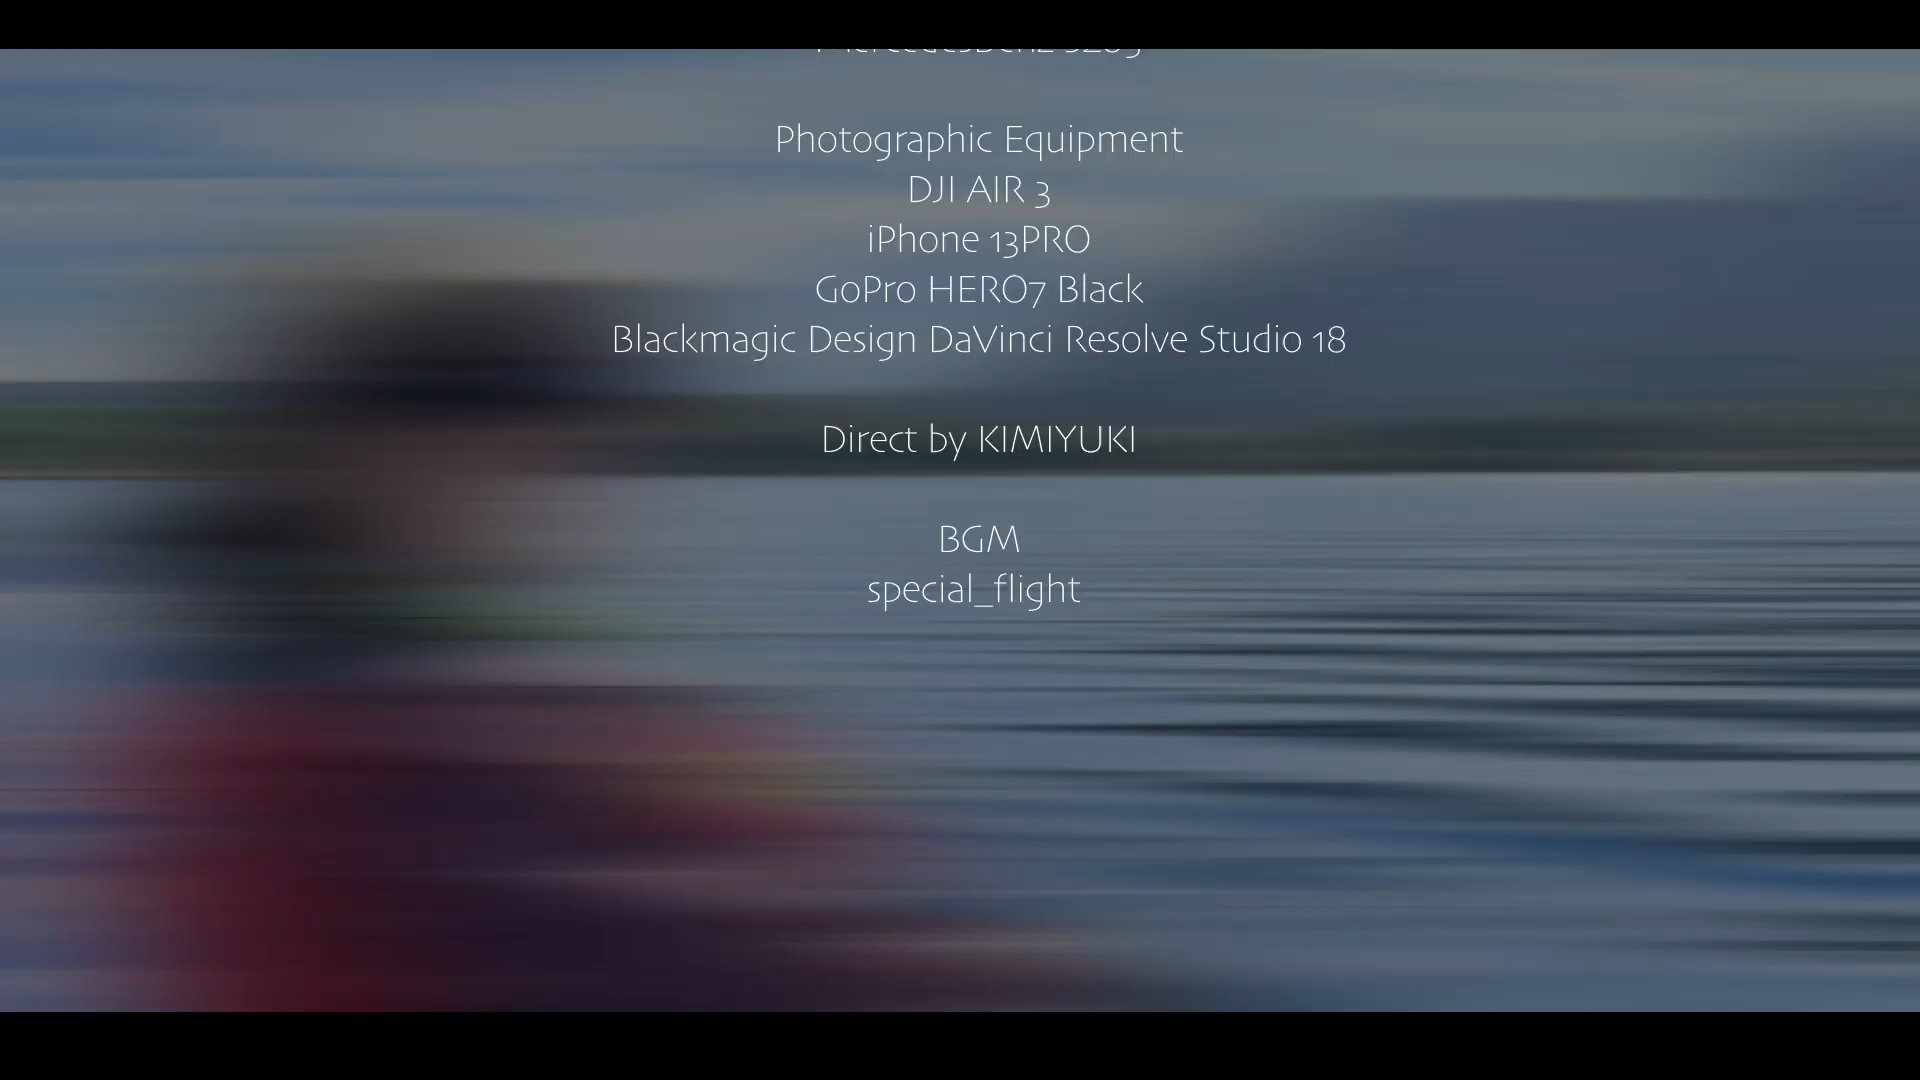 Photographic Equipment
DJI AIR 3
iPhone 13PRO
GoPro HERO7 Black
Blackmagic Design DaVinci Resolve Studio 18
Direct by KIMIYUKI
BGM
special_flight